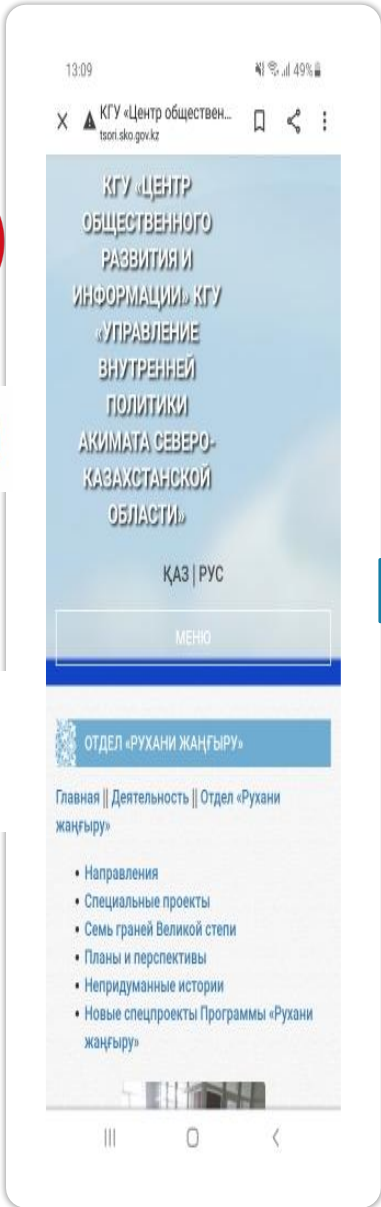 13:09
49%
КГУ «Центр обществен...
tsori.sko.gov.kz
КГУ «ЦЕНТР
ОБЩЕСТВЕННОГО
РАЗВИТИЯ И
ИНФОРМАЦИИ» КГУ
«УПРАВЛЕНИЕ
ВНУТРЕННЕЙ
ПОЛИТИКИ
АКИМАТА СЕВЕРО-
КАЗАХСТАНСКОЙ
ОБЛАСТИ»
ҚАЗ | РУС
МЕНЮ
ОТДЕЛ «РУХАНИ ЖАҢҒЫРУ»
Главная || Деятельность || Отдел «Рухани
жаңғыру»
• Направления
• Специальные проекты
• Семь граней Великой степи
• Планы и перспективы
• Непридуманные истории
• Новые спецпроекты Программы «Рухани
жаңғыру»